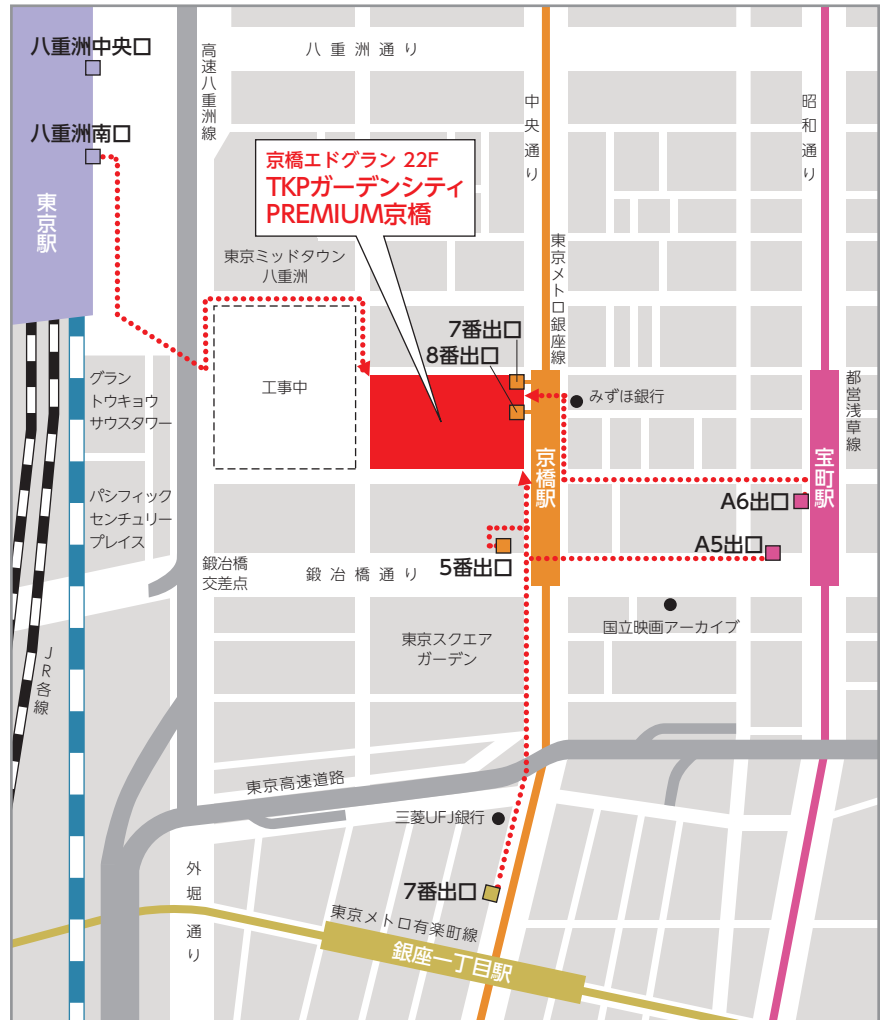 八重洲中央口
八重洲南口
東京駅
高速八重洲線
八重洲通り
中央通り
昭和通り
京橋エドグラン 22F
TKPガーデンシティ
PREMIUM京橋
東京ミッドタウン
八重洲
東京メトロ銀座線
7番出口
8番出口
みずほ銀行
工事中
グラン
トウキョウ
サウスタワー
都営浅草線
京橋駅
宝町駅
A6出口
A5出口
パシフィック
センチュリー
プレイス
5番出口
鍛冶橋
交差点
鍛冶橋通り
国立映画アーカイブ
東京スクエア
ガーデン
JR各線
東京高速道路
三菱UFJ銀行
外堀通り
7番出口
東京メトロ有楽町線
銀座一丁目駅